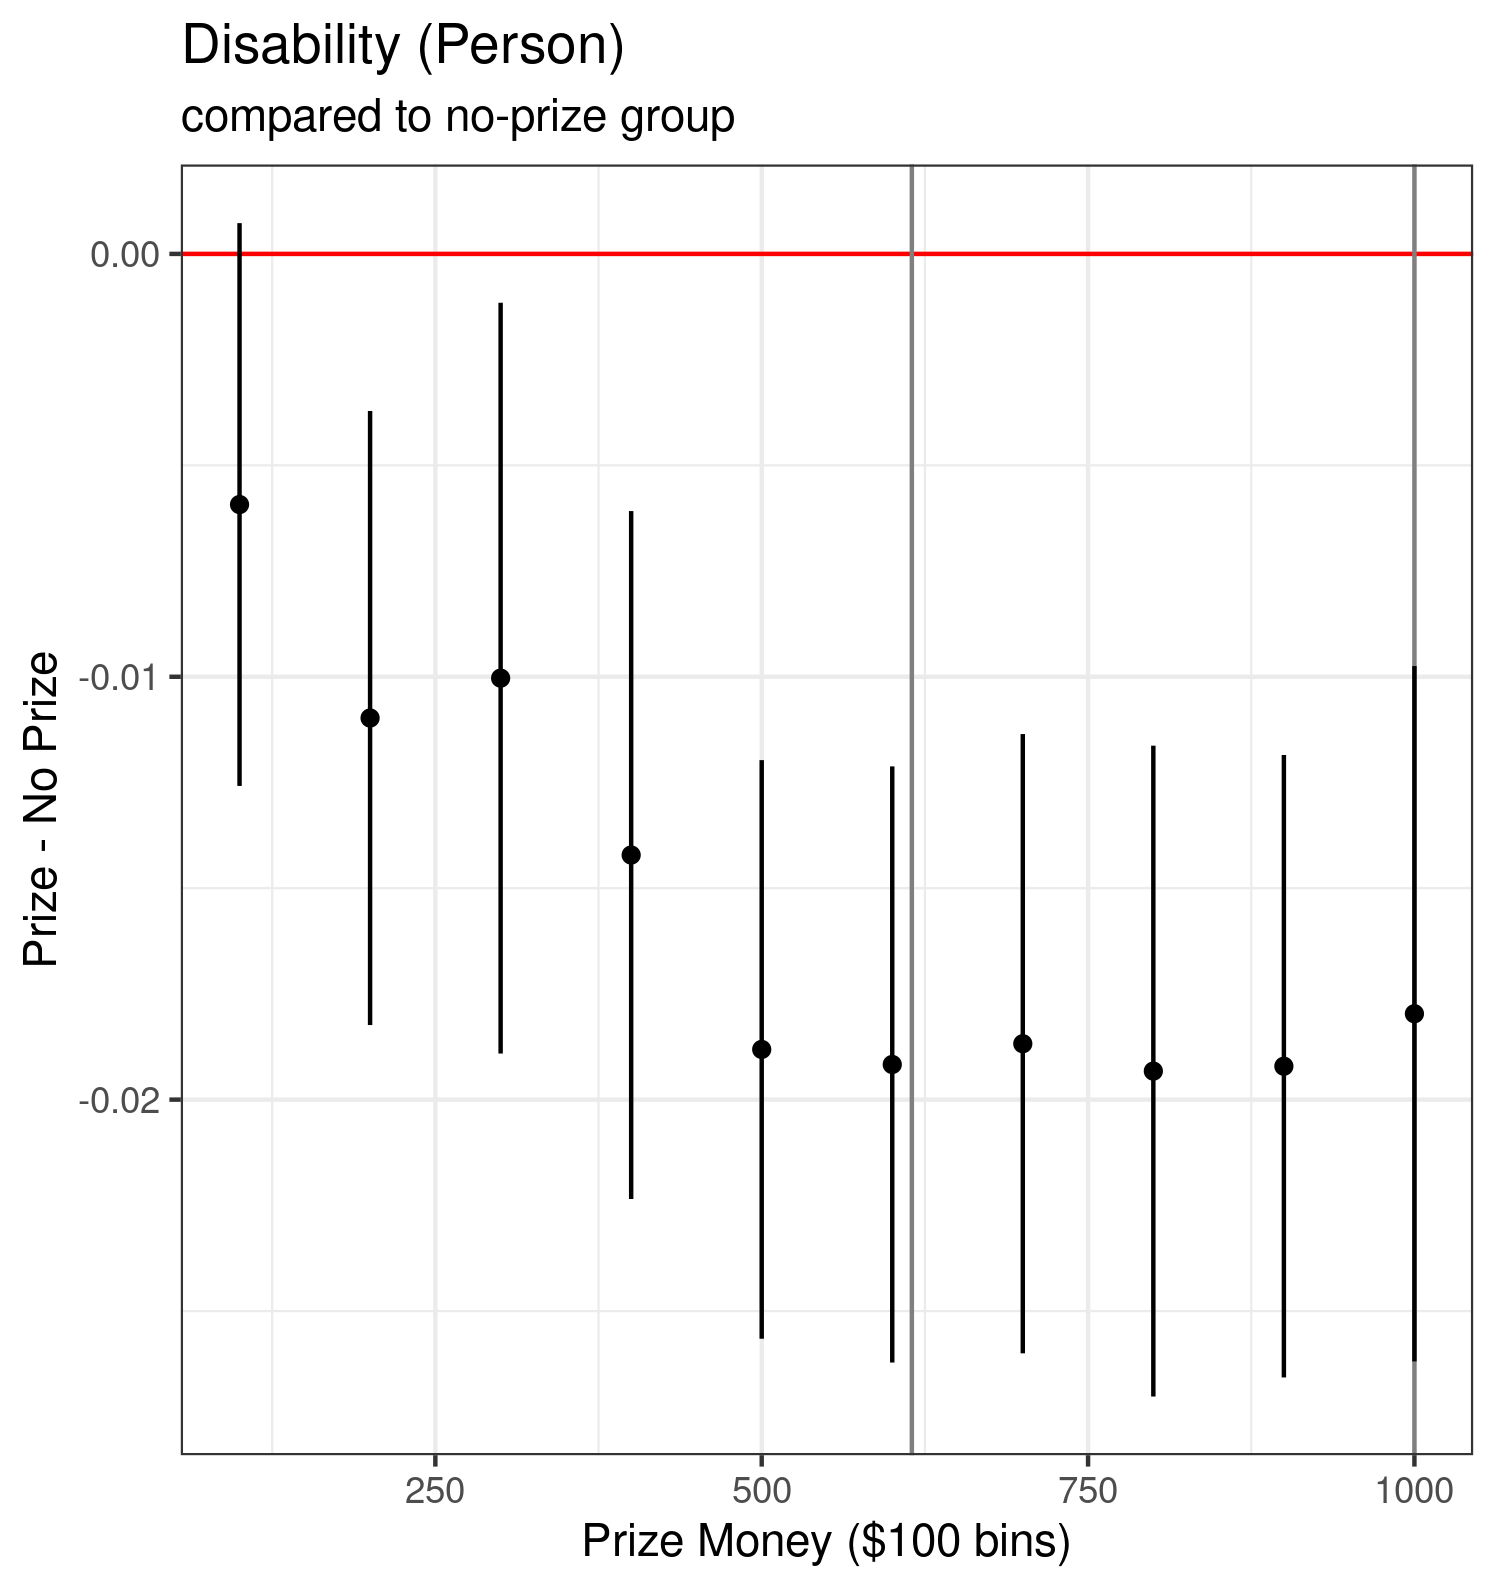 Disability (Person)
compared to no-prize group
Prize - No Prize
0.00
-0.01
-0.02
250
500
750
1000
Prize Money ($100 bins)